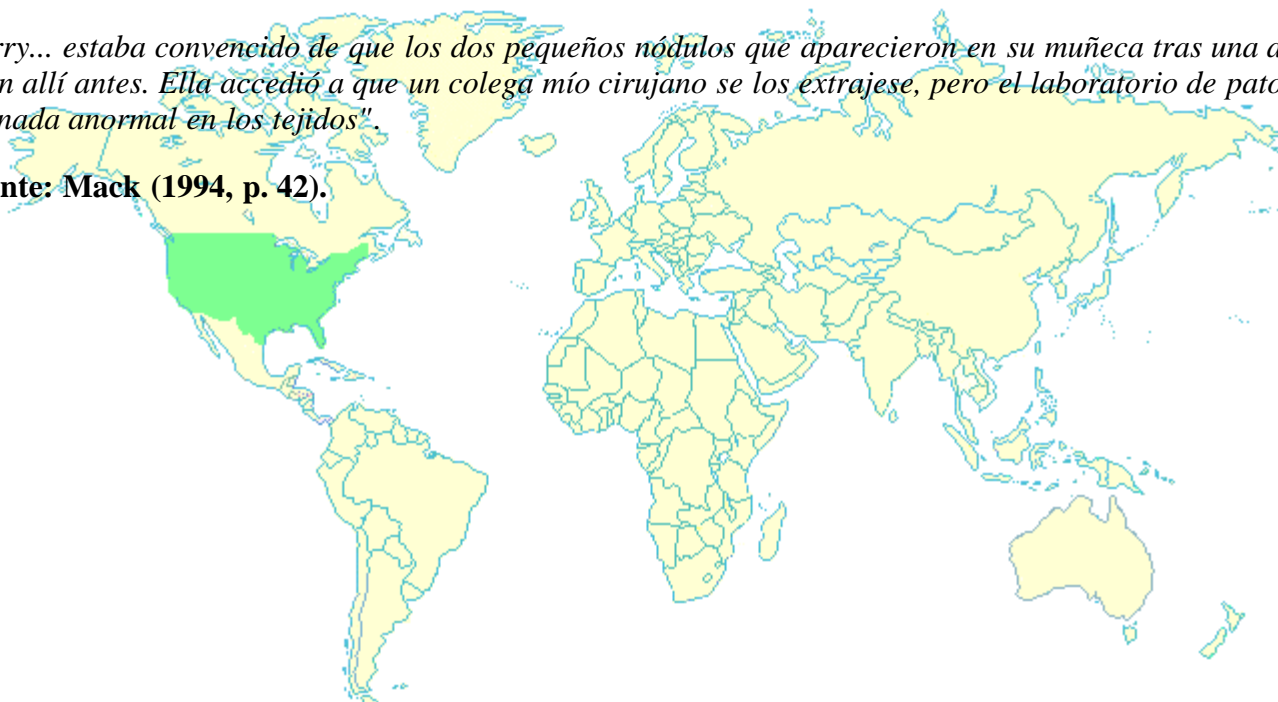 rry... estaba convencido de que los dos pequeños nódulos que aparecieron en su muñeca tras una a
n allí antes. Ella accedió a que un colega mío cirujano se los extrajese, pero el laboratorio de pato
nada anormal en los tejidos".
nte: Mack (1994, p. 42).